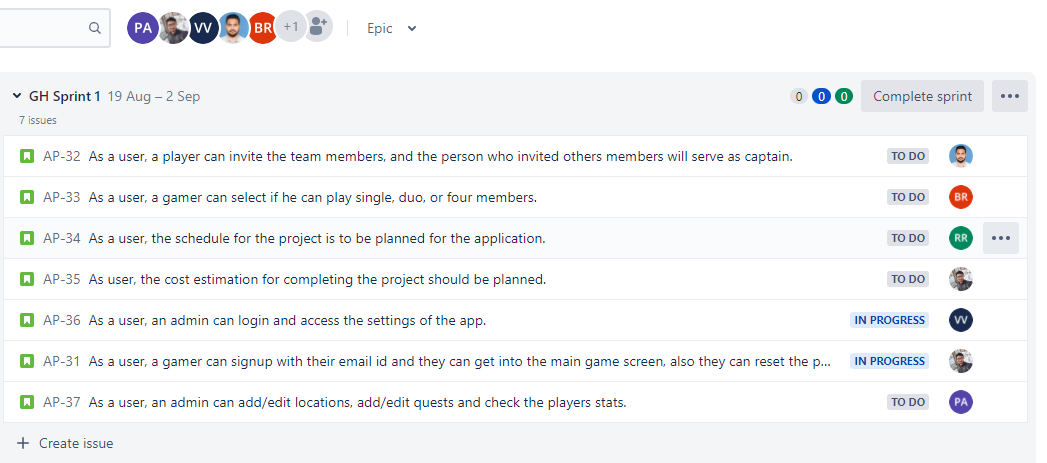 PA VV BR +1 Epic
GH Sprint 1 19 Aug – 2 Sep 0 0 0 Complete sprint
7 issues
AP-32 As a user, a player can invite the team members, and the person who invited others members will serve as captain. TO DO
AP-33 As a user, a gamer can select if he can play single, duo, or four members. TO DO BR
AP-34 As a user, the schedule for the project is to be planned for the application. TO DO RR
AP-35 As user, the cost estimation for completing the project should be planned. TO DO
AP-36 As a user, an admin can login and access the settings of the app. IN PROGRESS VV
AP-31 As a user, a gamer can signup with their email id and they can get into the main game screen, also they can reset the p... IN PROGRESS
AP-37 As a user, an admin can add/edit locations, add/edit quests and check the players stats. TO DO PA
+ Create issue